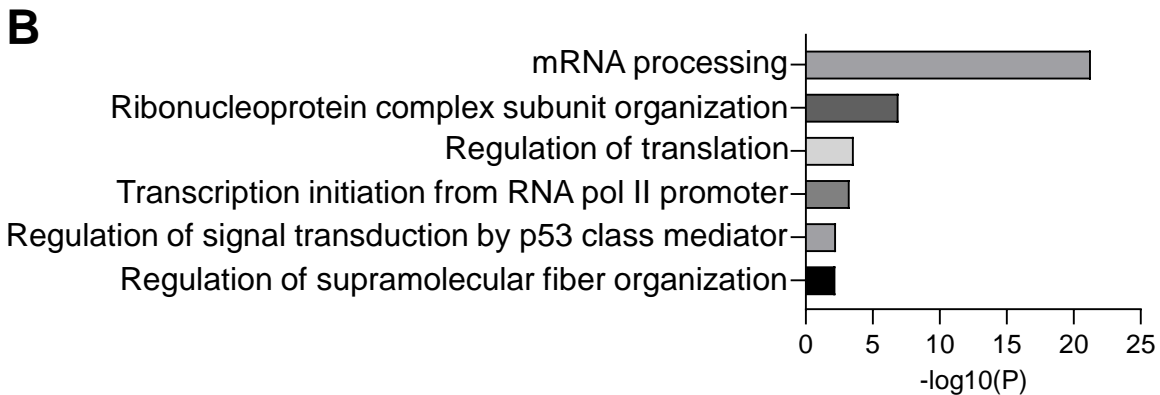 B
mRNA processing
Ribonucleoprotein complex subunit organization
Regulation of translation
Transcription initiation from RNA pol II promoter
Regulation of signal transduction by p53 class mediator
Regulation of supramolecular fiber organization
0 5 10 15 20 25
-log10(P)